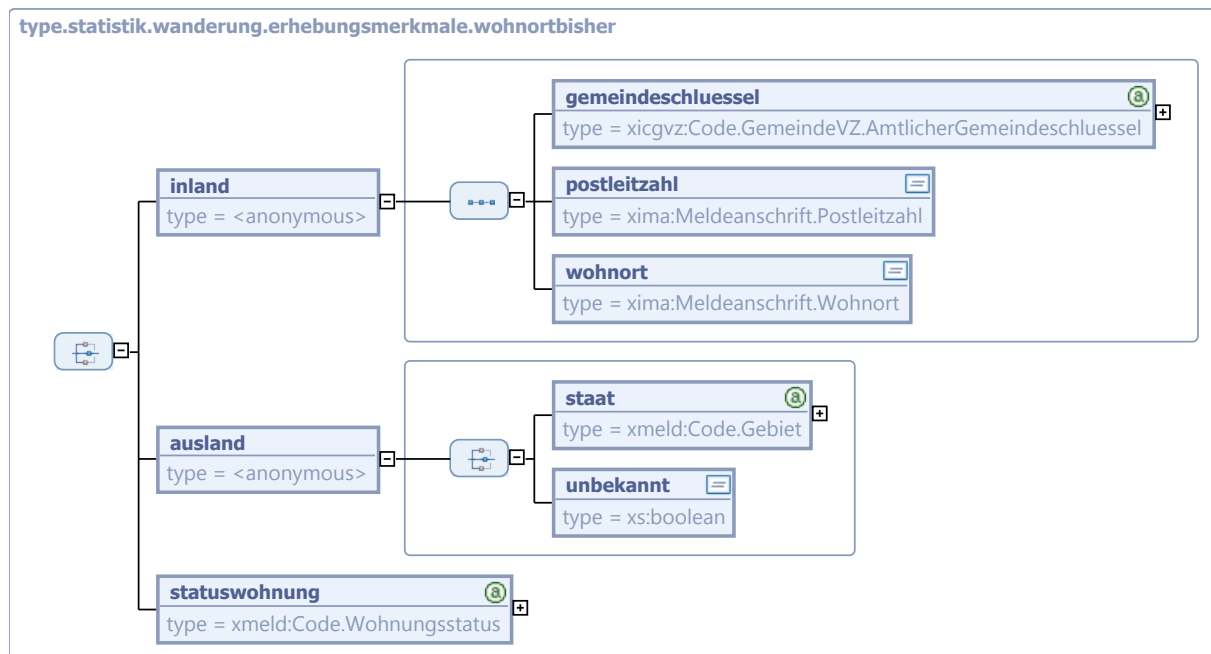 type.statistik.wanderung.erhebungsmerkmale.wohnortbisher
gemeindeschluessel
type = xicgvz:Code.GemeindeVZ.AmtlicherGemeindeschluessel
inland
type = <anonymous>
postleitzahl
type = xima:Meldeanschrift.Postleitzahl
wohnort
type = xima:Meldeanschrift.Wohnort
staat
type = xmeld:Code.Gebiet
ausland
type = <anonymous>
unbekannt
type = xs:boolean
statuswohnung
type = xmeld:Code.Wohnungsstatus